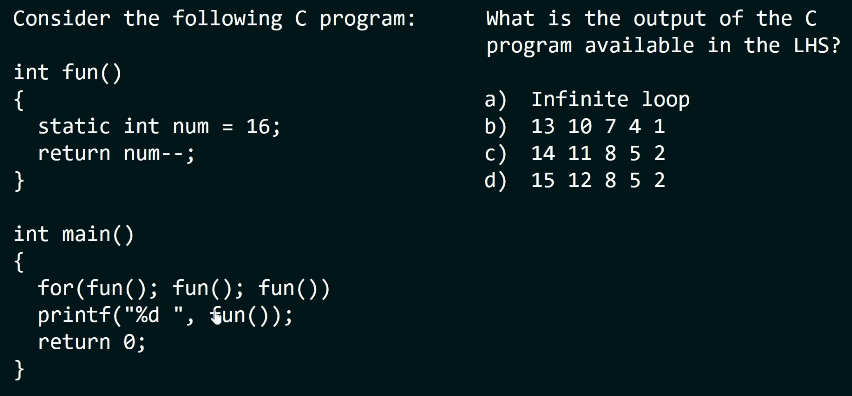 Consider the following C program:
int fun()
{
static int num = 16;
return num--;
}
int main()
{
for(fun(); fun(); fun())
printf("%d ", fun());
return 0;
}
What is the output of the C
program available in the LHS?
a) Infinite loop
b) 13 10 7 4 1
c) 14 11 8 5 2
d) 15 12 8 5 2